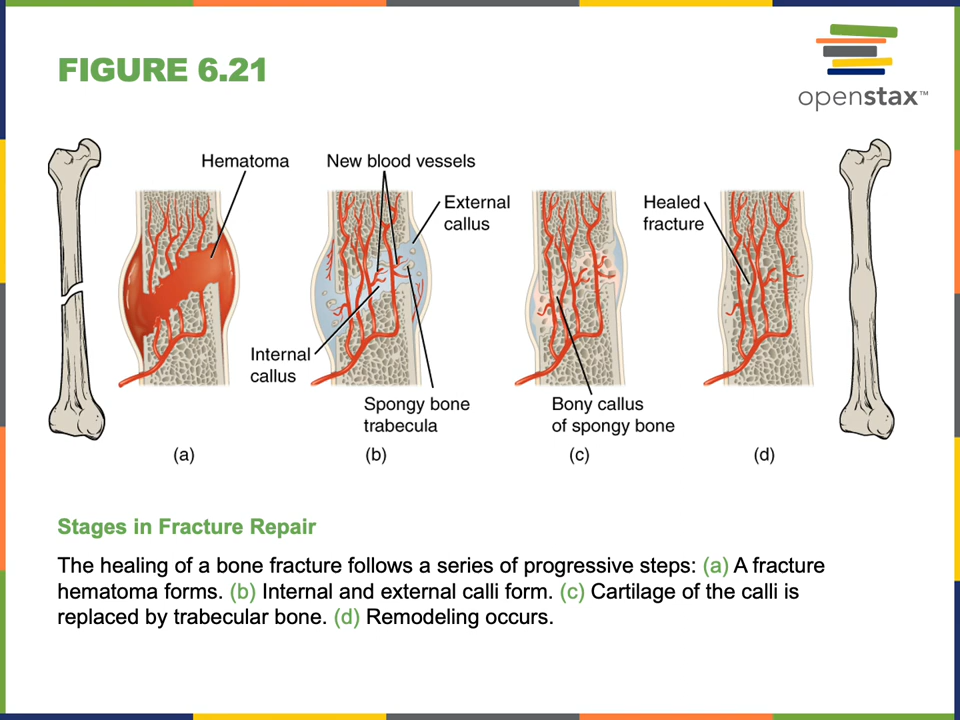 FIGURE 6.21
openstax™
Hematoma
New blood vessels
External
callus
Healed
fracture
Internal
callus
Spongy bone
trabecula
Bony callus
of spongy bone
(a)
(b)
(c)
(d)
Stages in Fracture Repair
The healing of a bone fracture follows a series of progressive steps: (a) A fracture
hematoma forms. (b) Internal and external calli form. (c) Cartilage of the calli is
replaced by trabecular bone. (d) Remodeling occurs.